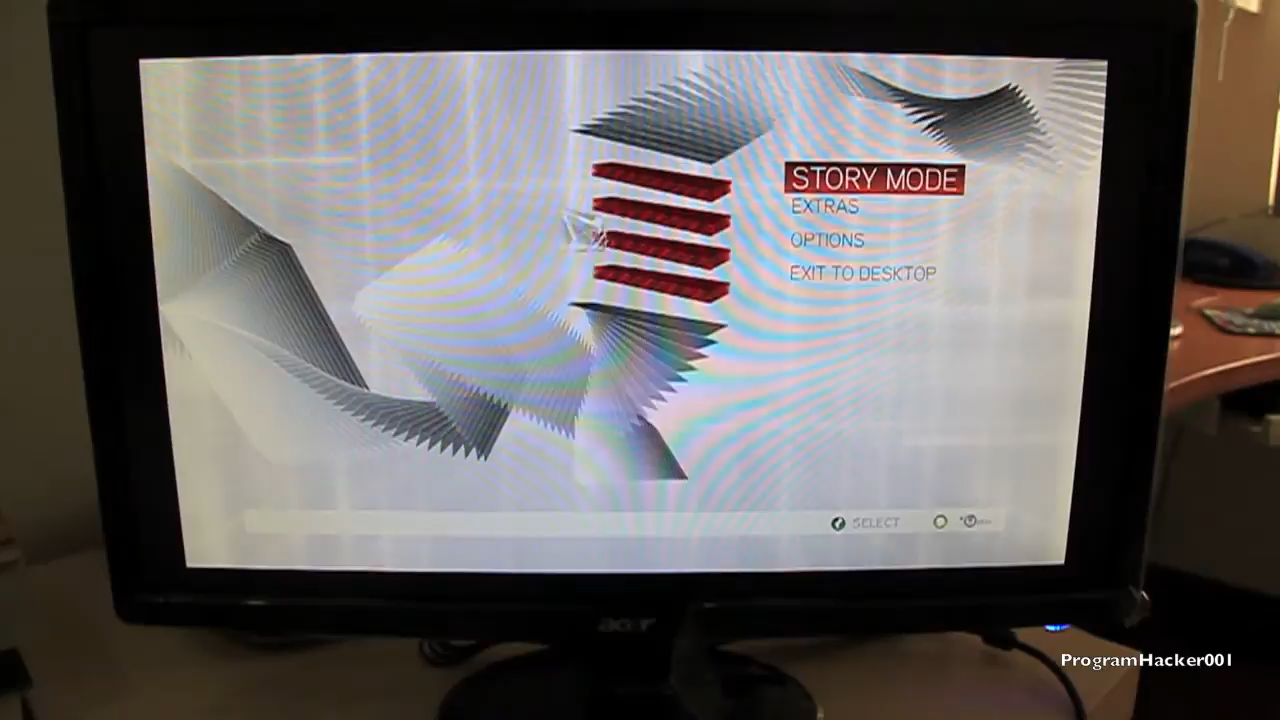 STORY MODE
EXTRAS
OPTIONS
EXIT TO DESKTOP
SELECT
acer
ProgramHacker001